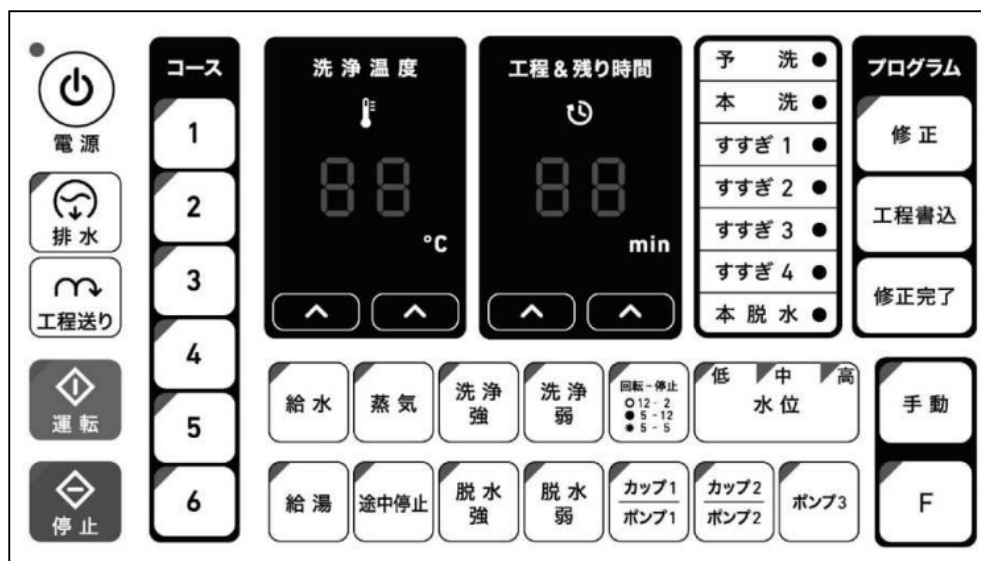 電源
排水
工程送り
運転
停止
コース
1
2
3
4
5
6
洗浄温度
88
°C
工程&残り時間
88
min
予洗
本洗
すすぎ 1
すすぎ 2
すすぎ 3
すすぎ 4
本脱水
プログラム
修正
工程書込
修正完了
給水
蒸気
洗浄
強
洗浄
弱
回転-停止
12 - 2
5 - 12
5 - 5
低 中 高
水位
手動
給湯
途中停止
脱水
強
脱水
弱
カップ1
ポンプ1
カップ2
ポンプ2
ポンプ3
F